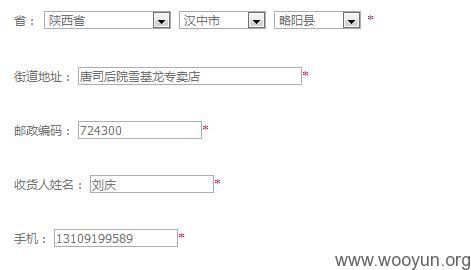 省： 陕西省 汉中市 略阳县 *
街道地址： 唐司后院雪基龙专卖店 *
邮政编码： 724300 *
收货人姓名： 刘庆 *
手机： 13109199589 *
www.wooyun.org